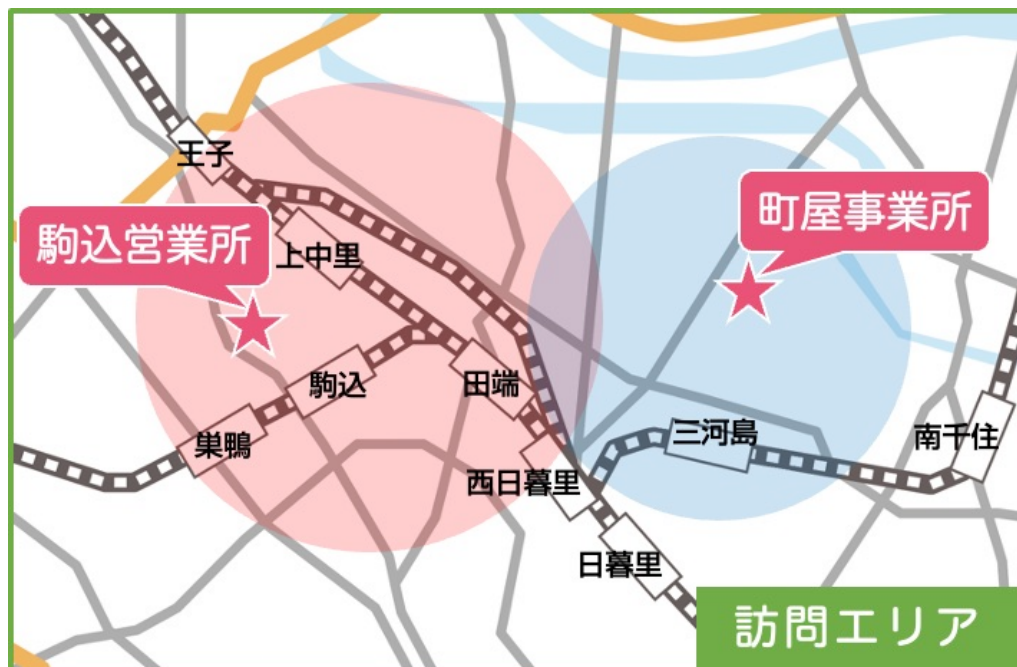 王子
町屋事業所
駒込営業所
上中里
駒込
田端
巣鴨
三河島
南千住
西日暮里
日暮里
訪問エリア